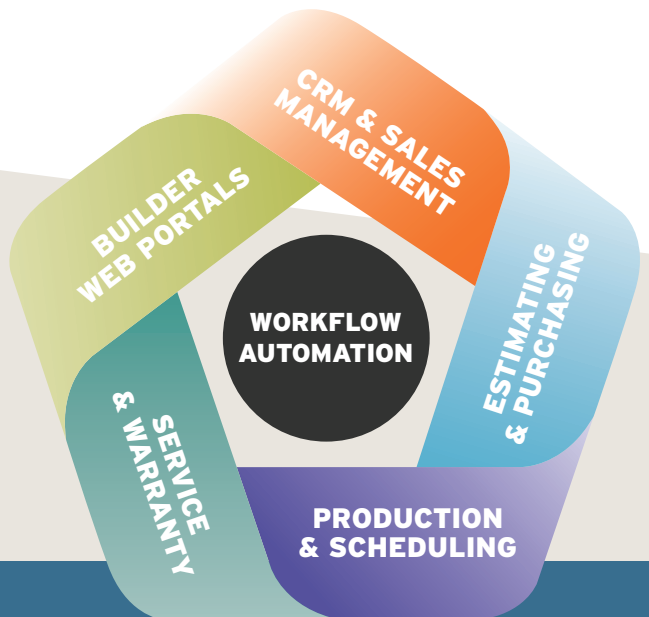 CRM & SALES
MANAGEMENT
BUILDER
WEB PORTALS
ESTIMATING
& PURCHASING
WORKFLOW
AUTOMATION
SERVICE
& WARRANTY
PRODUCTION
& SCHEDULING